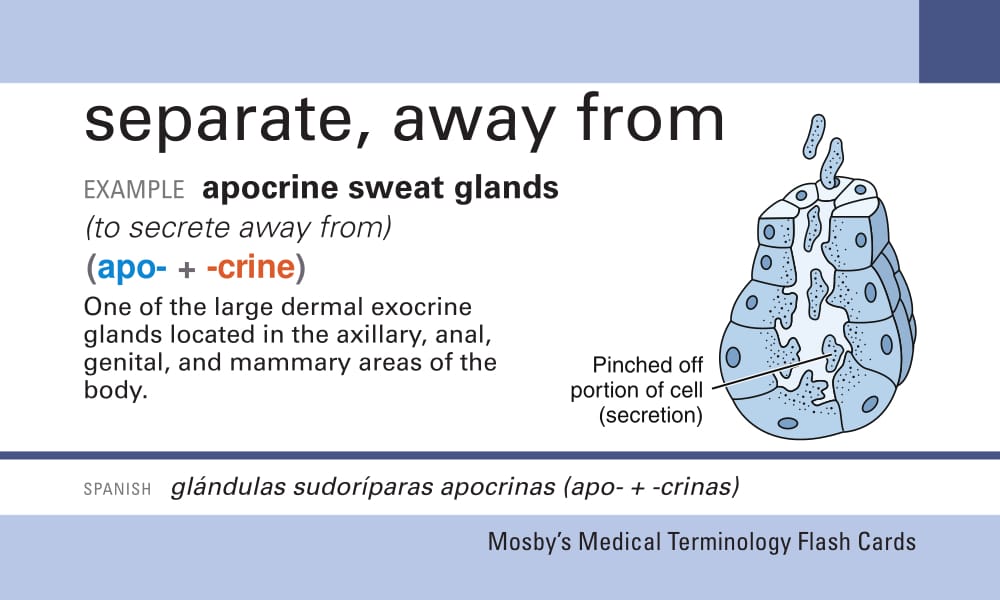 separate, away from
EXAMPLE apocrine sweat glands
(to secrete away from)
(apo- + -crine)
One of the large dermal exocrine
glands located in the axillary, anal,
genital, and mammary areas of the
body.
Pinched off
portion of cell
(secretion)
SPANISH glándulas sudoríparas apocrinas (apo- + -crinas)
Mosby's Medical Terminology Flash Cards